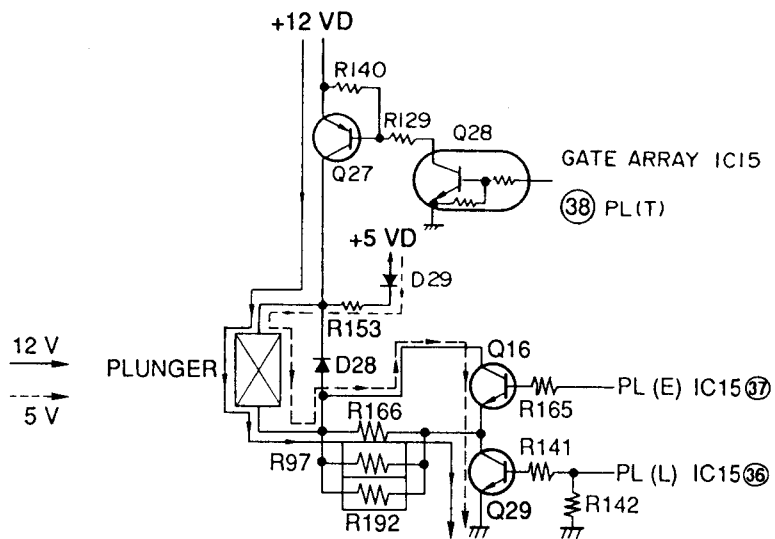 +12 VD
R140
R129
Q28
Q27
GATE ARRAY IC15
38 PL(T)
+5 VD
D29
R153
12 V
PLUNGER
D28
Q16
5 V
R166
R165
PL (E) IC15 37
R97
R141
PL (L) IC15 36
R192
Q29
R142